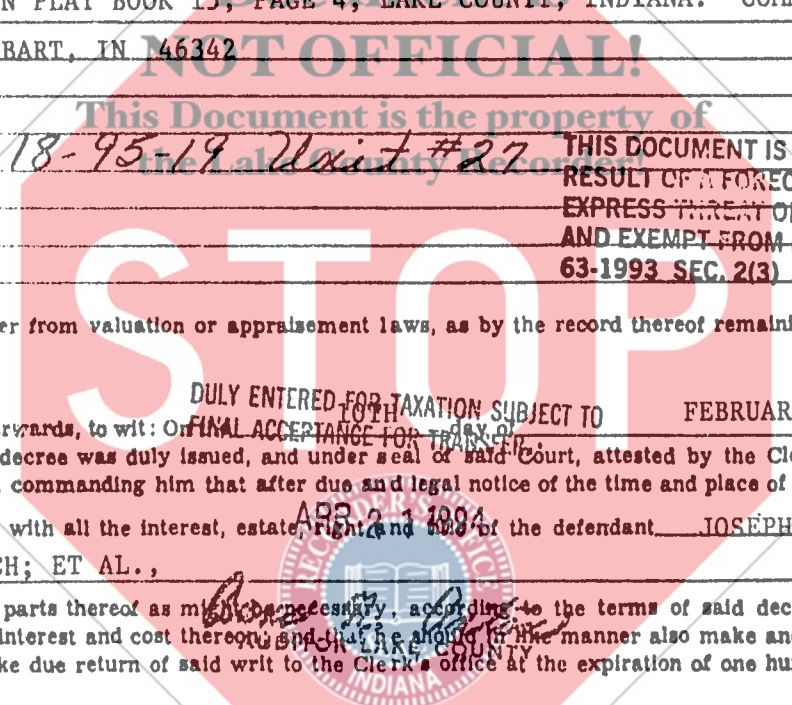 N PLAT BOOK 15, PAGE 4, LAKE COUNTY, INDIANA.
BART, IN 46342
NOT OFFICIAL!
This Document is the property of
the Lake County Recorder!
18-95-19 Unit #27
THIS DOCUMENT IS
RESULT OF A FOREC
EXPRESS THREAT OF
AND EXEMPT FROM
63-1993 SEC. 2(3)
STOP
er from valuation or appraisement laws, as by the record thereof remaini
DULY ENTERED FOR TAXATION SUBJECT TO
FINAL ACCEPTANCE FOR TRANSFER.
rwards, to wit: On 10TH day of FEBRUAR
decree was duly issued, and under seal of said Court, attested by the Cle
commanding him that after due and legal notice of the time and place of
APR 21 1994
with all the interest, estate, right and title of the defendant JOSEPH
CH; ET AL.,
parts thereof as might be necessary, according to the terms of said dec
interest and cost thereon; and that he should in like manner also make an
AUDITOR LAKE COUNTY
ke due return of said writ to the Clerk's office at the expiration of one hu
RECORDER'S OFFICE
INDIANA